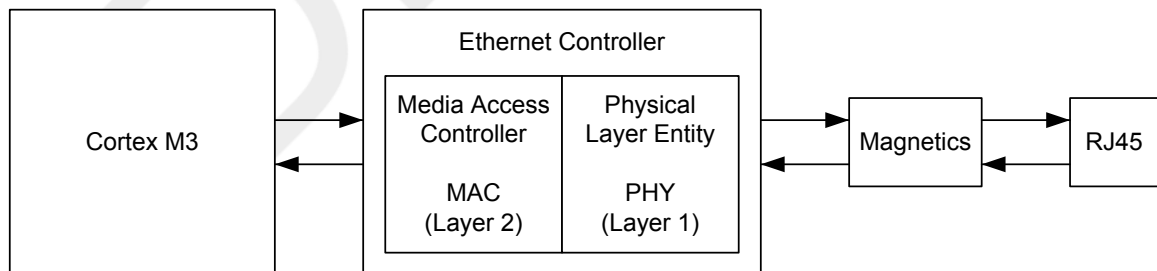 Ethernet Controller
Cortex M3
Media Access
Controller
MAC
(Layer 2)
Physical
Layer Entity
PHY
(Layer 1)
Magnetics
RJ45